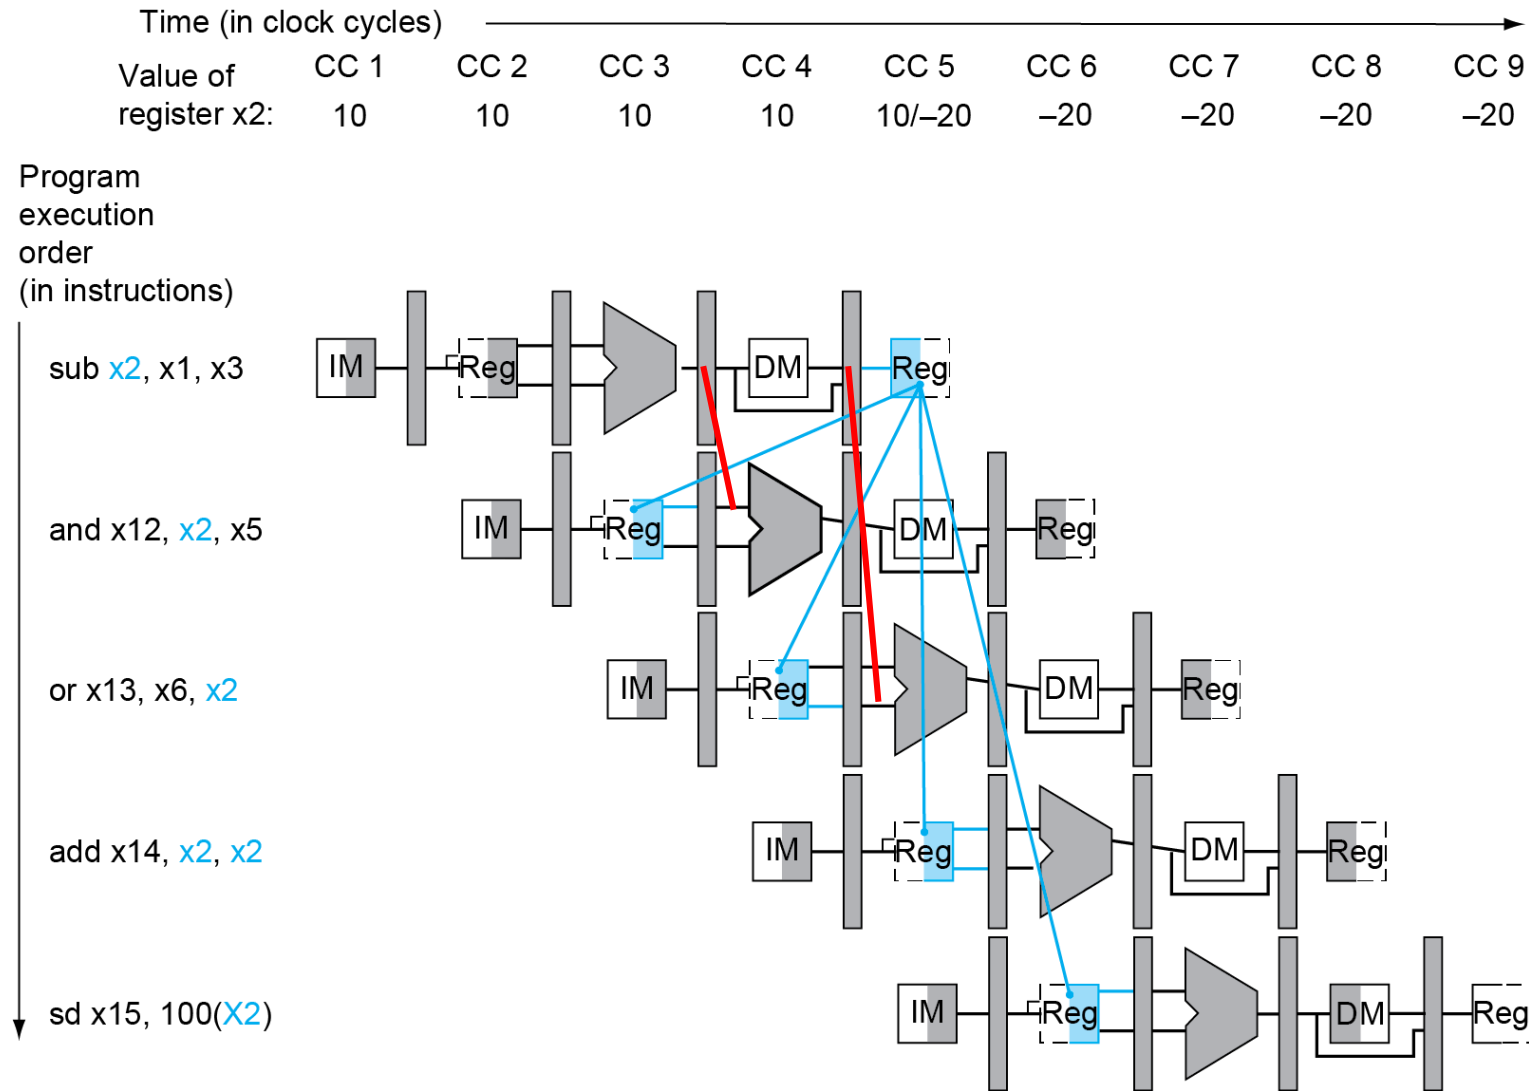 Time (in clock cycles)
Value of register x2:
CC 1 CC 2 CC 3 CC 4 CC 5 CC 6 CC 7 CC 8 CC 9
10 10 10 10 10/–20 –20 –20 –20 –20
Program
execution
order
(in instructions)
sub x2, x1, x3
IM Reg DM Reg
and x12, x2, x5
IM Reg DM Reg
or x13, x6, x2
IM Reg DM Reg
add x14, x2, x2
IM Reg DM Reg
sd x15, 100(X2)
IM Reg DM Reg